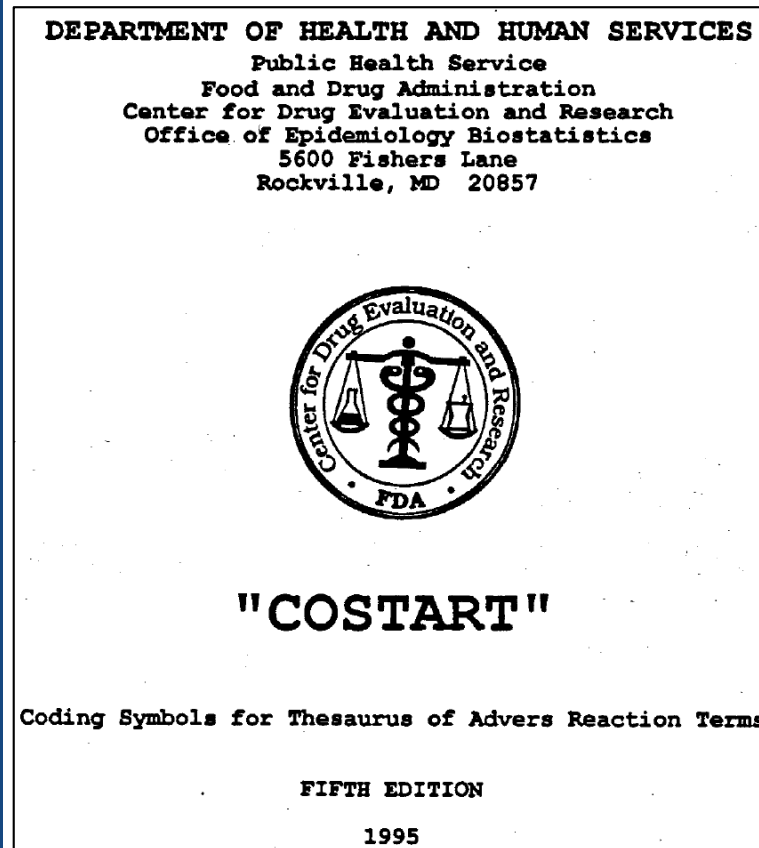 DEPARTMENT OF HEALTH AND HUMAN SERVICES
Public Health Service
Food and Drug Administration
Center for Drug Evaluation and Research
Office of Epidemiology Biostatistics
5600 Fishers Lane
Rockville, MD 20857
Center for Drug Evaluation and Research
FDA
"COSTART"
Coding Symbols for Thesaurus of Advers Reaction Terms
FIFTH EDITION
1995